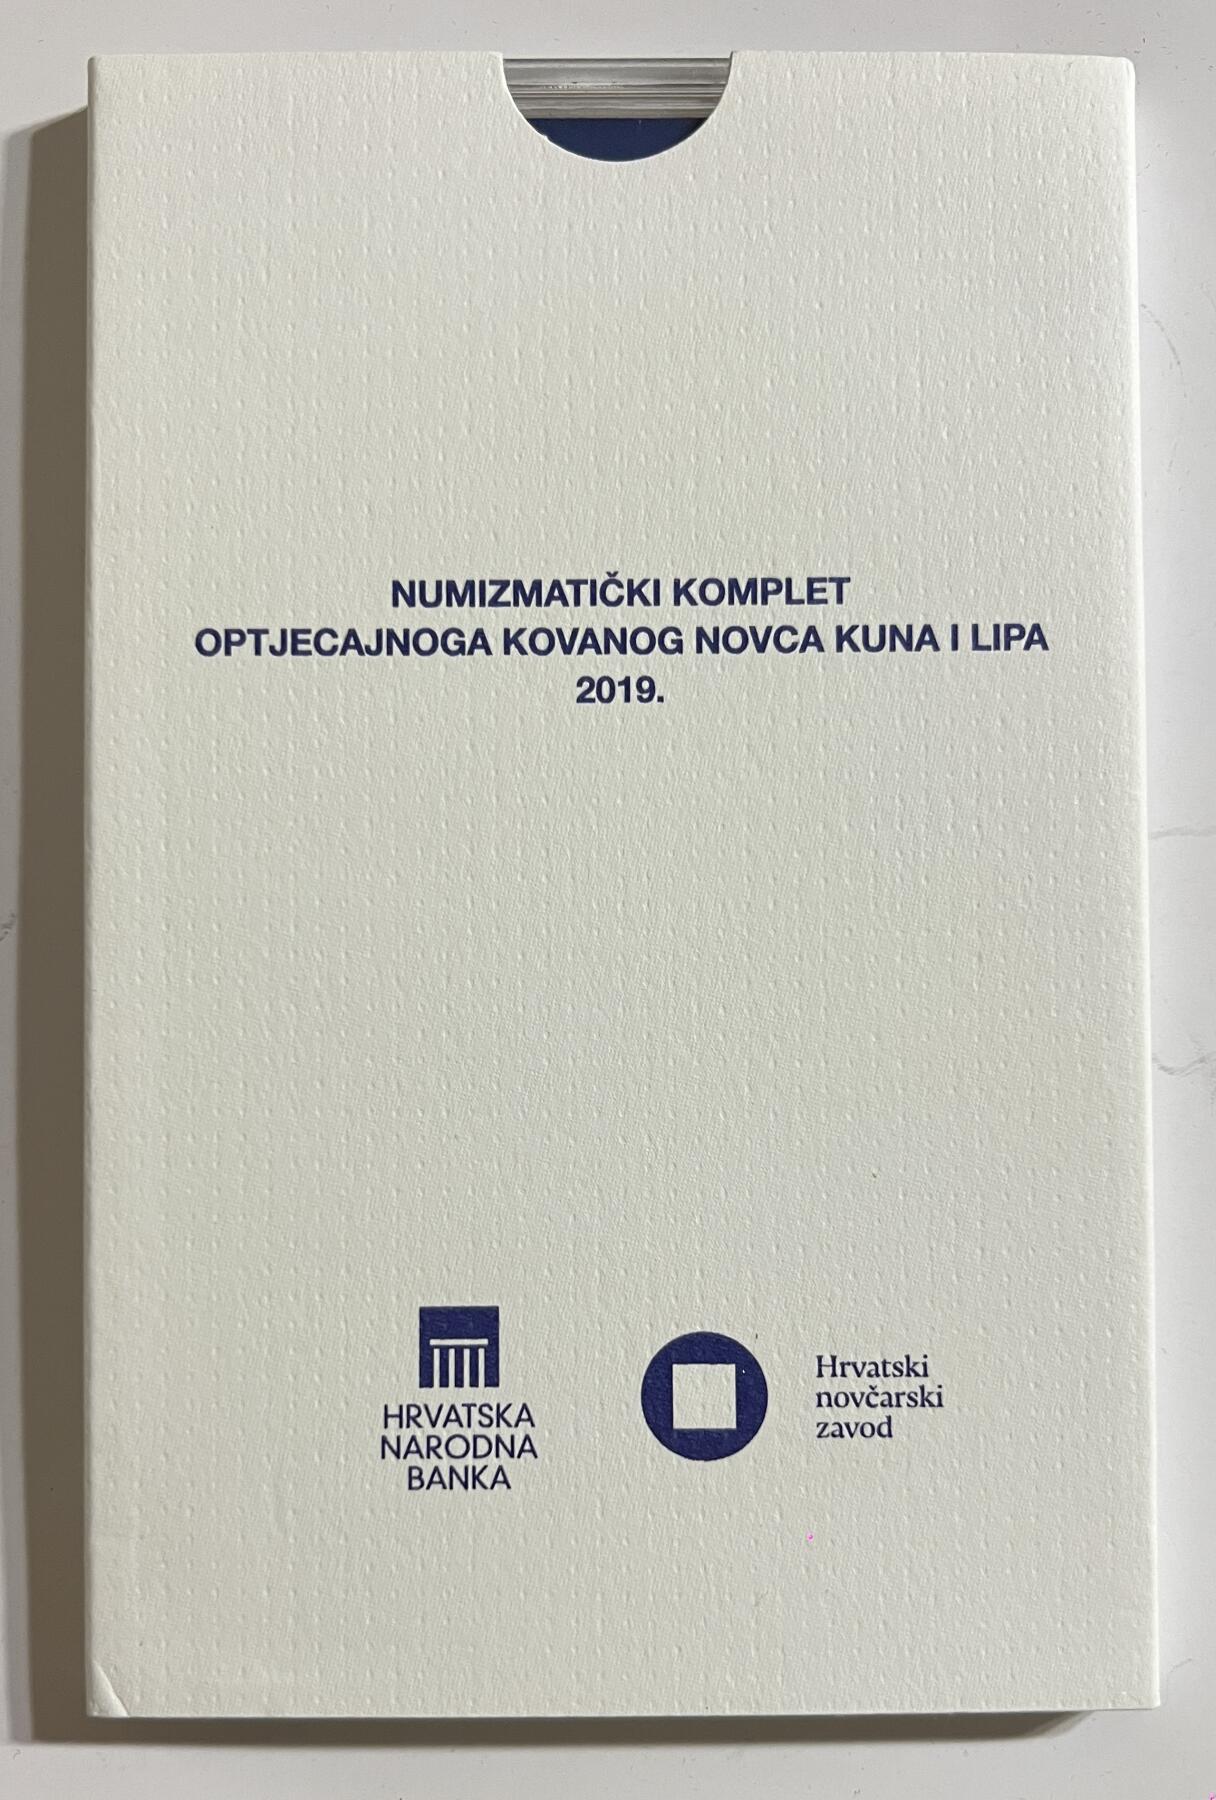 NUMIZMATIČKI KOMPLET
OPTJECAJNOGA KOVANOG NOVCA KUNA I LIPA
2019.
HRVATSKA
NARODNA
BANKA
Hrvatski
novčarski
zavod